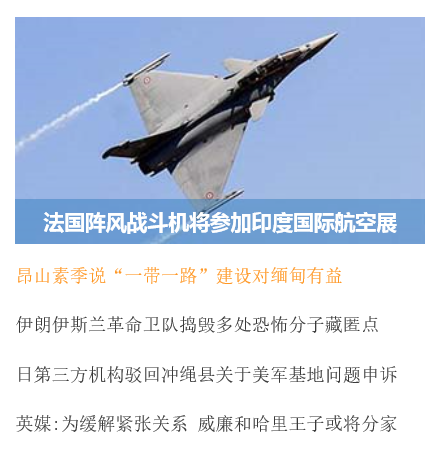 法国阵风战斗机将参加印度国际航空展
昂山素季说“一带一路”建设对缅甸有益
伊朗伊斯兰革命卫队捣毁多处恐怖分子藏匿点
日第三方机构驳回冲绳县关于美军基地问题申诉
英媒:为缓解紧张关系 威廉和哈里王子或将分家